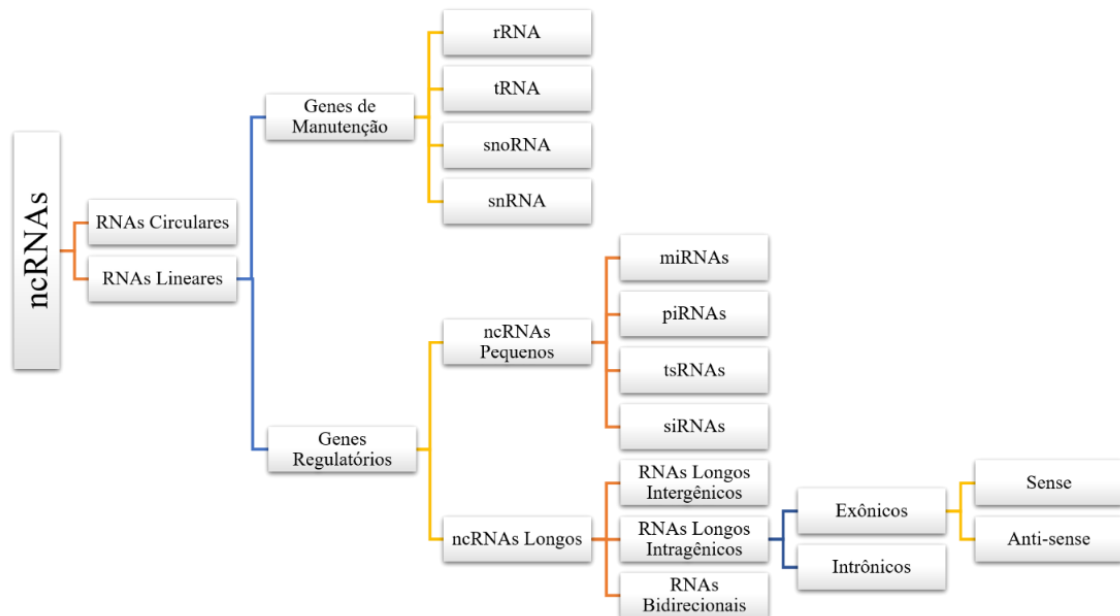 ncRNAs
RNAs Circulares
RNAs Lineares
Genes de
Manutenção
rRNA
tRNA
snoRNA
snRNA
Genes
Regulatórios
ncRNAs
Pequenos
miRNAs
piRNAs
tsRNAs
siRNAs
ncRNAs Longos
RNAs Longos
Intergênicos
RNAs Longos
Intragênicos
RNAs
Bidirecionais
Exônicos
Intrônicos
Sense
Anti-sense